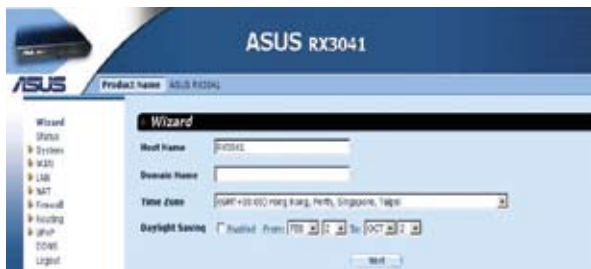 ASUS RX3041
ASUS
Product Name ASUS RX3041
Wizard
Status
System
WAN
LAN
NAT
Firewall
Routing
UPnP
DDNS
Logout
Wizard
Host Name RX3041
Domain Name
Time Zone (GMT+08:00) Hong Kong, Perth, Singapore, Taipei
Daylight Saving Enabled From: 2 To: OCT 2
Next